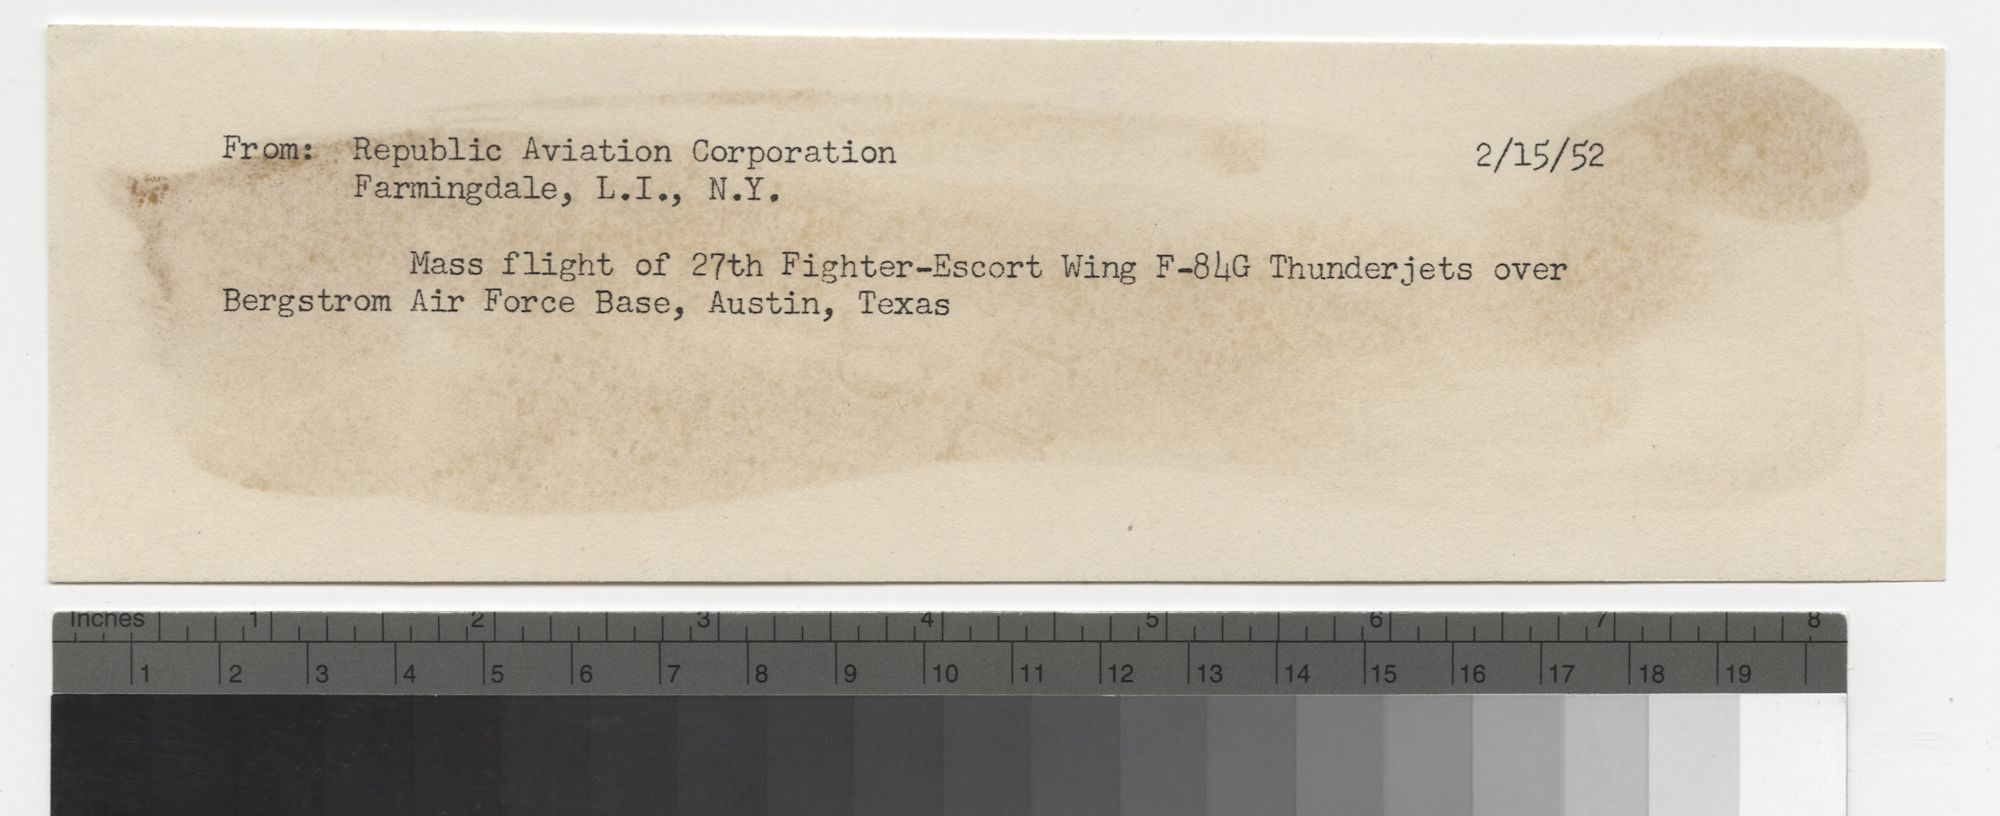 From: Republic Aviation Corporation 2/15/52
Farmingdale, L.I., N.Y.
Mass flight of 27th Fighter-Escort Wing F-84G Thunderjets over
Bergstrom Air Force Base, Austin, Texas
Inches 1 2 3 4 5 6 7 8
1 2 3 4 5 6 7 8 9 10 11 12 13 14 15 16 17 18 19